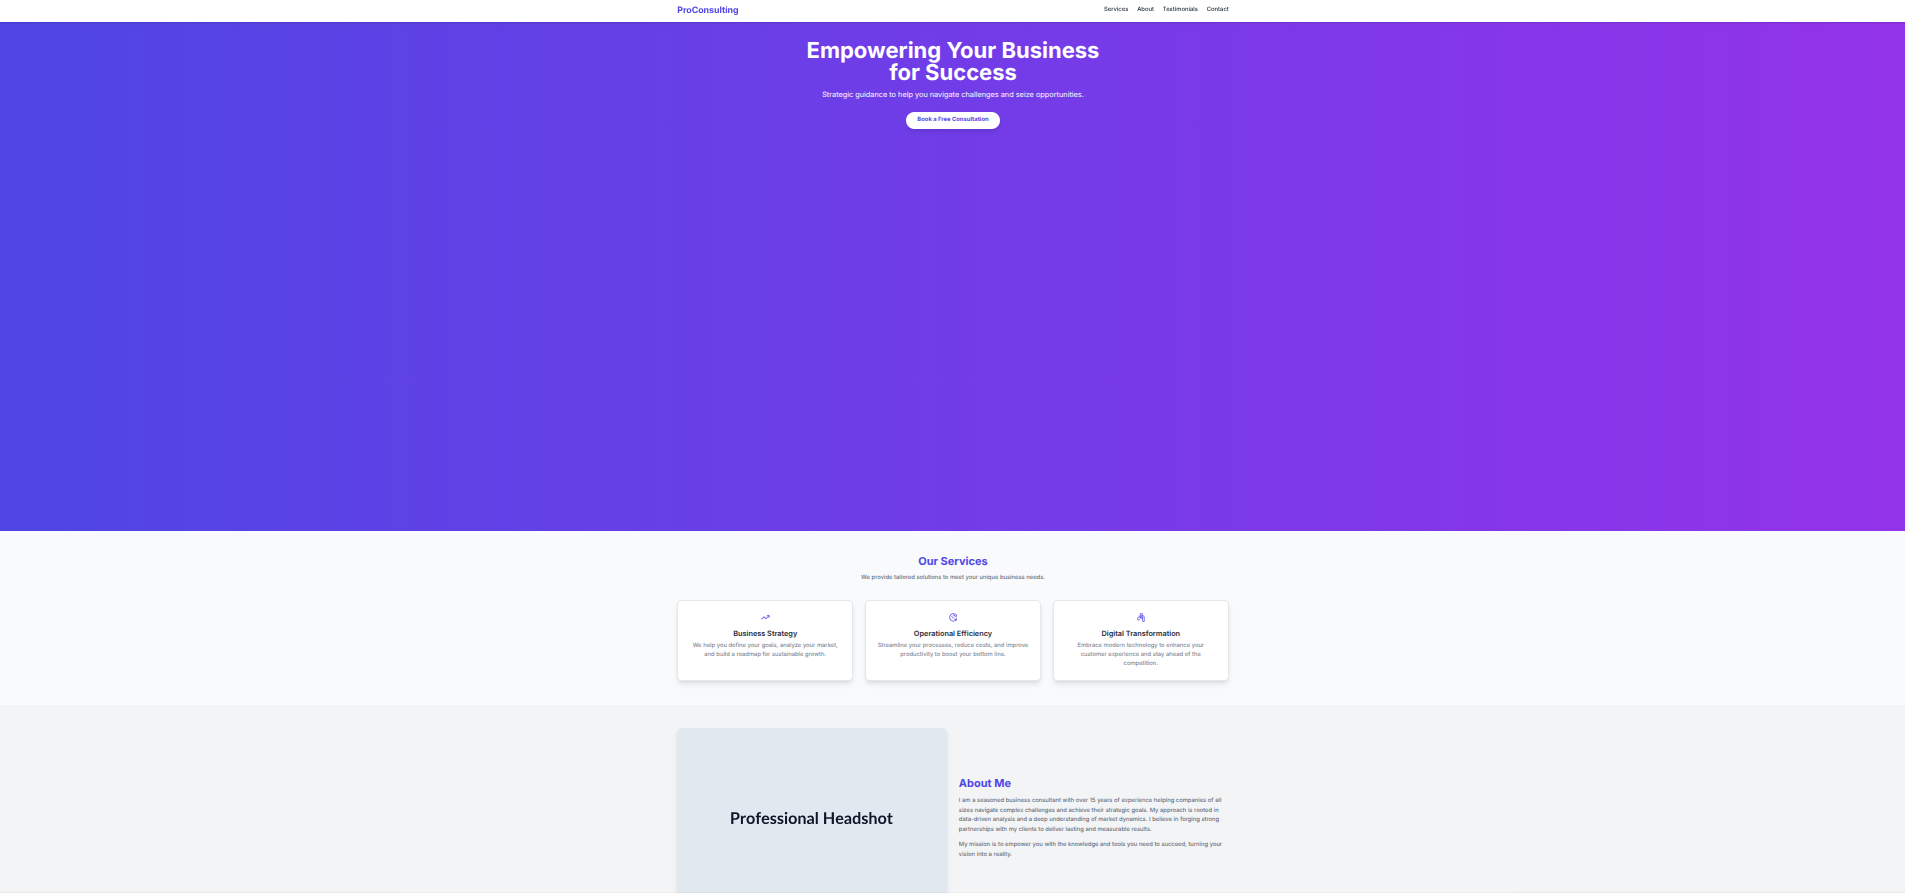 ProConsulting
Services About Testimonials Contact
Empowering Your Business
for Success
Strategic guidance to help you navigate challenges and seize opportunities.
Book a Free Consultation
Our Services
We provide tailored solutions to meet your unique business needs.
Business Strategy
We help you define your goals, analyze your market,
and build a roadmap for sustainable growth.
Operational Efficiency
Streamline your processes, reduce costs, and improve
productivity to boost your bottom line.
Digital Transformation
Embrace modern technology to enhance your
customer experience and stay ahead of the
competition.
Professional Headshot
About Me
I am a seasoned business consultant with over 15 years of experience helping companies of all
sizes navigate complex challenges and achieve their strategic goals. My approach is rooted in
data-driven analysis and a deep understanding of market dynamics. I believe in forging strong
partnerships with my clients to deliver lasting and measurable results.
My mission is to empower you with the knowledge and tools you need to succeed, turning your
vision into a reality.